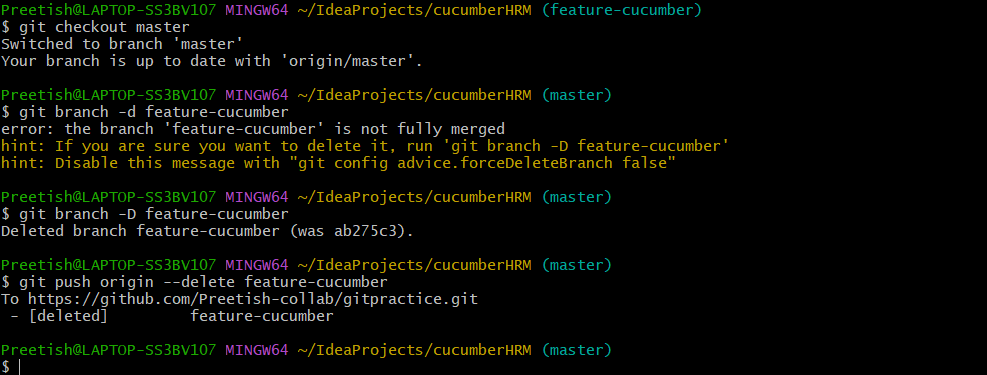 Preetish@LAPTOP-SS3BV107 MINGW64 ~/IdeaProjects/cucumberHRM (feature-cucumber)
$ git checkout master
Switched to branch 'master'
Your branch is up to date with 'origin/master'.
Preetish@LAPTOP-SS3BV107 MINGW64 ~/IdeaProjects/cucumberHRM (master)
$ git branch -d feature-cucumber
error: the branch 'feature-cucumber' is not fully merged
hint: If you are sure you want to delete it, run 'git branch -D feature-cucumber'
hint: Disable this message with "git config advice.forceDeleteBranch false"
Preetish@LAPTOP-SS3BV107 MINGW64 ~/IdeaProjects/cucumberHRM (master)
$ git branch -D feature-cucumber
Deleted branch feature-cucumber (was ab275c3).
Preetish@LAPTOP-SS3BV107 MINGW64 ~/IdeaProjects/cucumberHRM (master)
$ git push origin --delete feature-cucumber
To https://github.com/Preetish-collab/gitpractice.git
 - [deleted]         feature-cucumber
Preetish@LAPTOP-SS3BV107 MINGW64 ~/IdeaProjects/cucumberHRM (master)
$